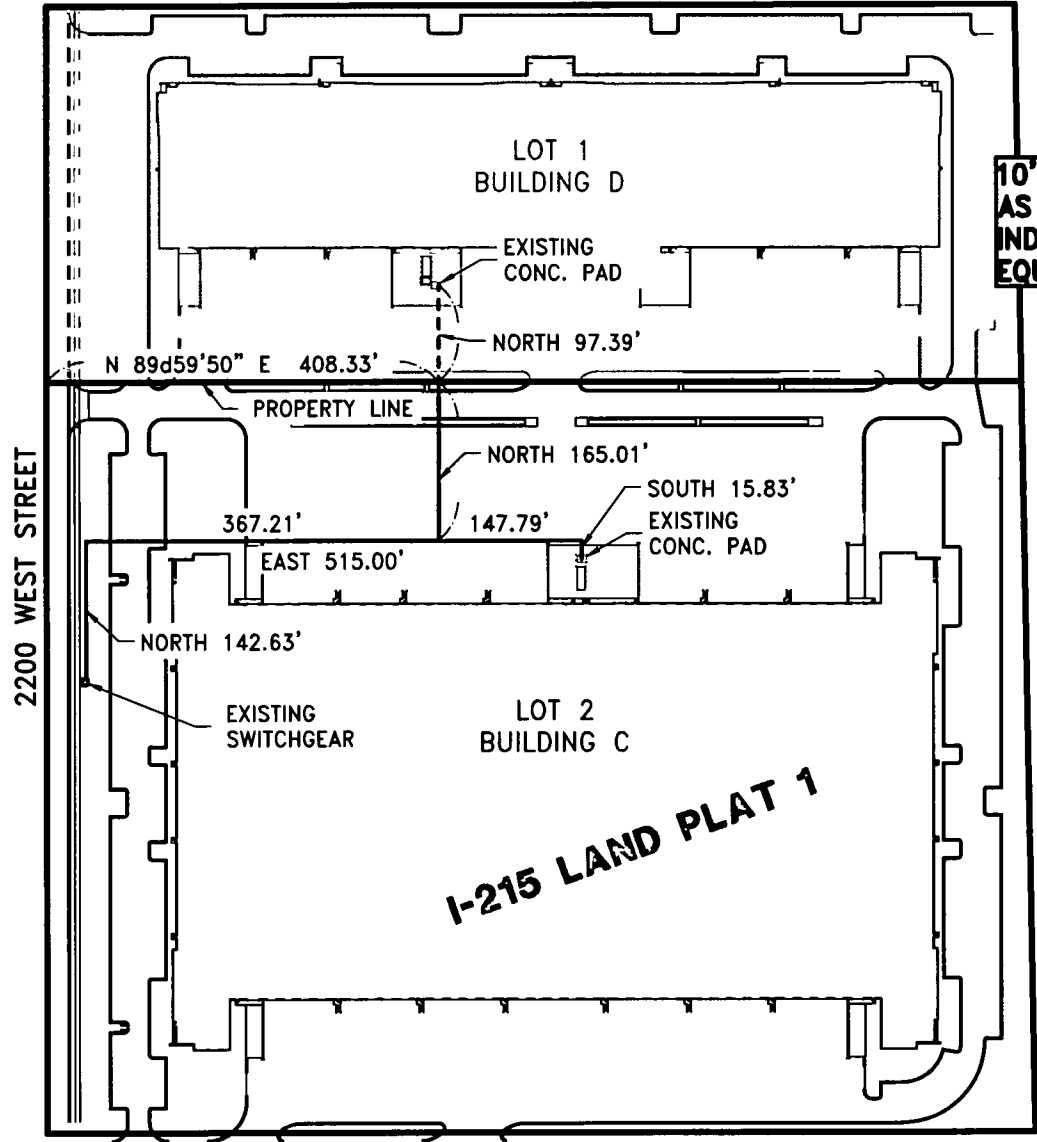 LOT 1
BUILDING D
10'
AS
IND
EQU
EXISTING
CONC. PAD
NORTH 97.39'
N 89d59'50" E 408.33'
PROPERTY LINE
NORTH 165.01'
SOUTH 15.83'
367.21'
147.79'
EXISTING
CONC. PAD
EAST 515.00'
2200 WEST STREET
NORTH 142.63'
EXISTING
SWITCHGEAR
LOT 2
BUILDING C
I-215 LAND PLAT 1